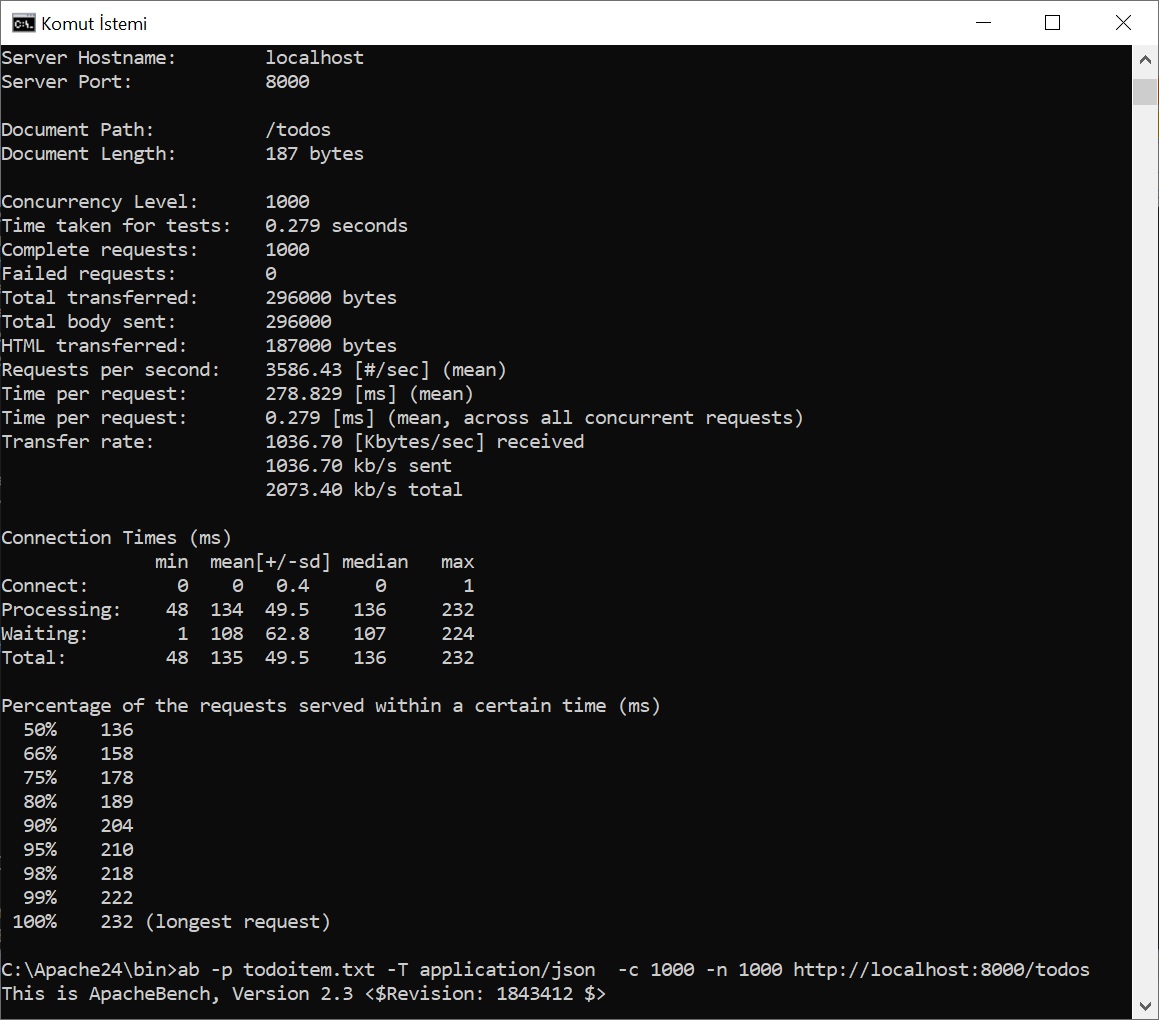 Komut İstemi
Server Hostname:        localhost
Server Port:            8000
Document Path:          /todos
Document Length:        187 bytes
Concurrency Level:      1000
Time taken for tests:   0.279 seconds
Complete requests:      1000
Failed requests:        0
Total transferred:      296000 bytes
Total body sent:        296000
HTML transferred:       187000 bytes
Requests per second:    3586.43 [#/sec] (mean)
Time per request:       278.829 [ms] (mean)
Time per request:       0.279 [ms] (mean, across all concurrent requests)
Transfer rate:          1036.70 [Kbytes/sec] received
                        1036.70 kb/s sent
                        2073.40 kb/s total
Connection Times (ms)
              min  mean[+/-sd] median   max
Connect:        0    0   0.4      0       1
Processing:    48  134  49.5    136     232
Waiting:        1  108  62.8    107     224
Total:         48  135  49.5    136     232
Percentage of the requests served within a certain time (ms)
  50%    136
  66%    158
  75%    178
  80%    189
  90%    204
  95%    210
  98%    218
  99%    222
 100%    232 (longest request)
C:\Apache24\bin>ab -p todoitem.txt -T application/json  -c 1000 -n 1000 http://localhost:8000/todos
This is ApacheBench, Version 2.3 <$Revision: 1843412 $>